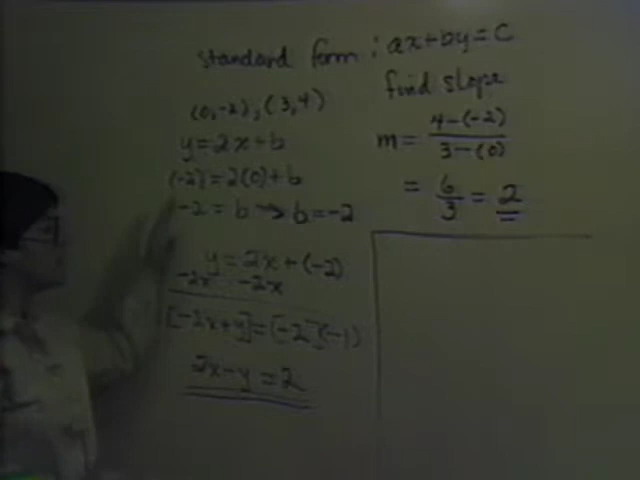 standard form : ax+by=C
find slope
(0,-2), (3,4)
y=2x+b
(-2) = 2(0)+b
-2 = b → b=-2
m= 4-(-2) / 3-(0)
= 6/3 = 2
y=2x+(-2)
-2x -2x
[-2x+y]=[-2](-1)
2x-y=2